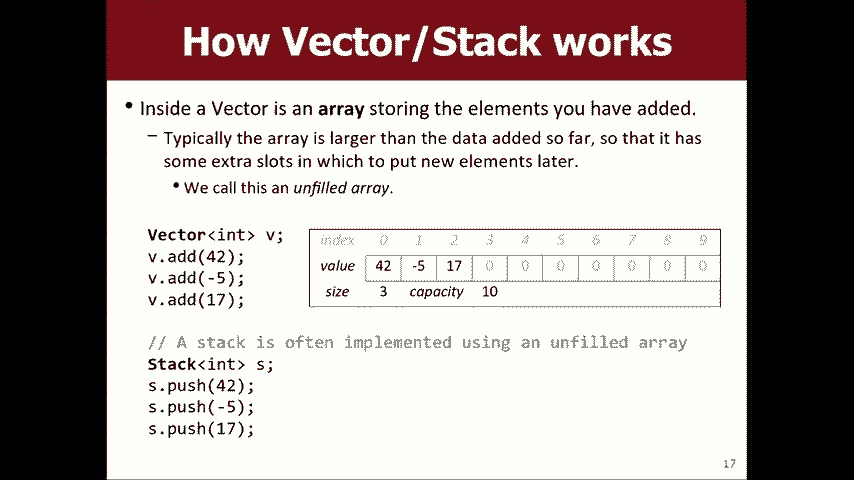 How Vector/Stack works
• Inside a Vector is an array storing the elements you have added.
– Typically the array is larger than the data added so far, so that it has
some extra slots in which to put new elements later.
• We call this an unfilled array.
Vector<int> v;
v.add(42);
v.add(-5);
v.add(17);
index 0 1 2 3 4 5 6 7 8 9
value 42 -5 17 0 0 0 0 0 0 0
size 3 capacity 10
// A stack is often implemented using an unfilled array
Stack<int> s;
s.push(42);
s.push(-5);
s.push(17);
17